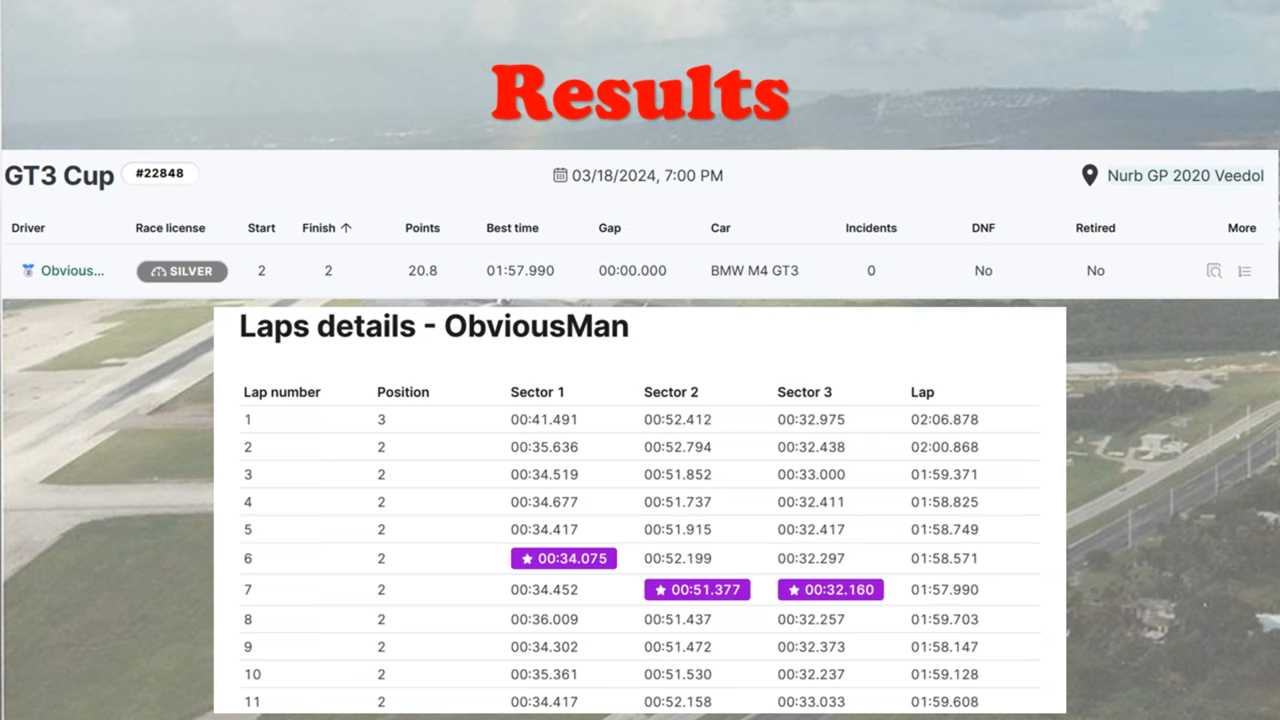 Results
GT3 Cup #22848 03/18/2024, 7:00 PM Nurb GP 2020 Veedol
Driver Race license Start Finish ↑ Points Best time Gap Car Incidents DNF Retired More
Obvious... SILVER 2 2 20.8 01:57.990 00:00.000 BMW M4 GT3 0 No No
Laps details - ObviousMan
Lap number Position Sector 1 Sector 2 Sector 3 Lap
1 3 00:41.491 00:52.412 00:32.975 02:06.878
2 2 00:35.636 00:52.794 00:32.438 02:00.868
3 2 00:34.519 00:51.852 00:33.000 01:59.371
4 2 00:34.677 00:51.737 00:32.411 01:58.825
5 2 00:34.417 00:51.915 00:32.417 01:58.749
6 2 00:34.075 00:52.199 00:32.297 01:58.571
7 2 00:34.452 00:51.377 00:32.160 01:57.990
8 2 00:36.009 00:51.437 00:32.257 01:59.703
9 2 00:34.302 00:51.472 00:32.373 01:58.147
10 2 00:35.361 00:51.530 00:32.237 01:59.128
11 2 00:34.417 00:52.158 00:33.033 01:59.608